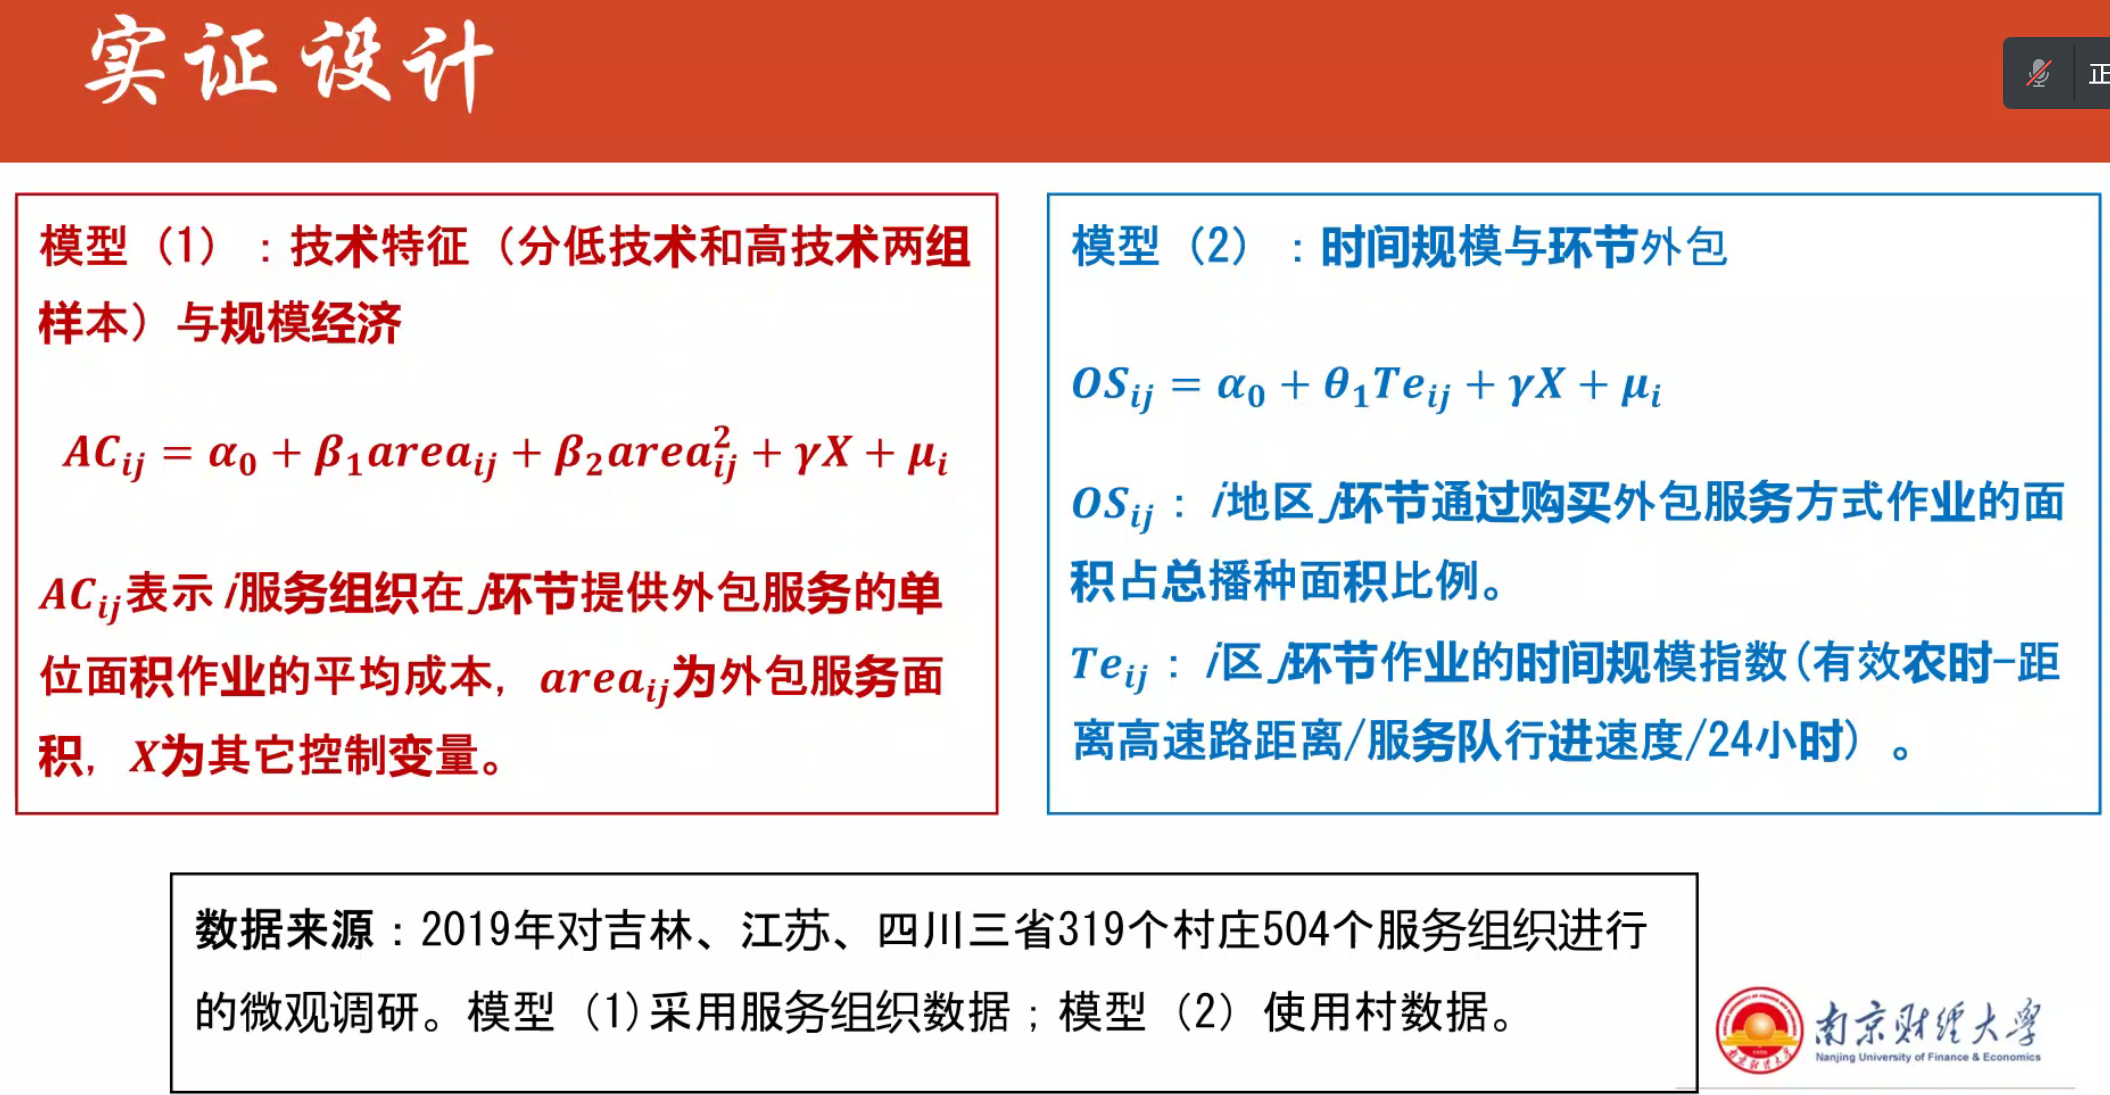 实证设计
正
模型（1）：技术特征（分低技术和高技术两组
样本）与规模经济
AC_{ij} = α_0 + β_1area_{ij} + β_2area_{ij}^2 + γX + μ_i
AC_{ij}表示i服务组织在j环节提供外包服务的单
位面积作业的平均成本，area_{ij}为外包服务面
积，X为其它控制变量。
模型（2）：时间规模与环节外包
OS_{ij} = α_0 + θ_1Te_{ij} + γX + μ_i
OS_{ij}：i地区j环节通过购买外包服务方式作业的面
积占总播种面积比例。
Te_{ij}：i区j环节作业的时间规模指数(有效农时-距
离高速路距离/服务队行进速度/24小时）。
数据来源：2019年对吉林、江苏、四川三省319个村庄504个服务组织进行
的微观调研。模型（1)采用服务组织数据；模型（2）使用村数据。
南京财经大学
Nanjing University of Finance & Economics